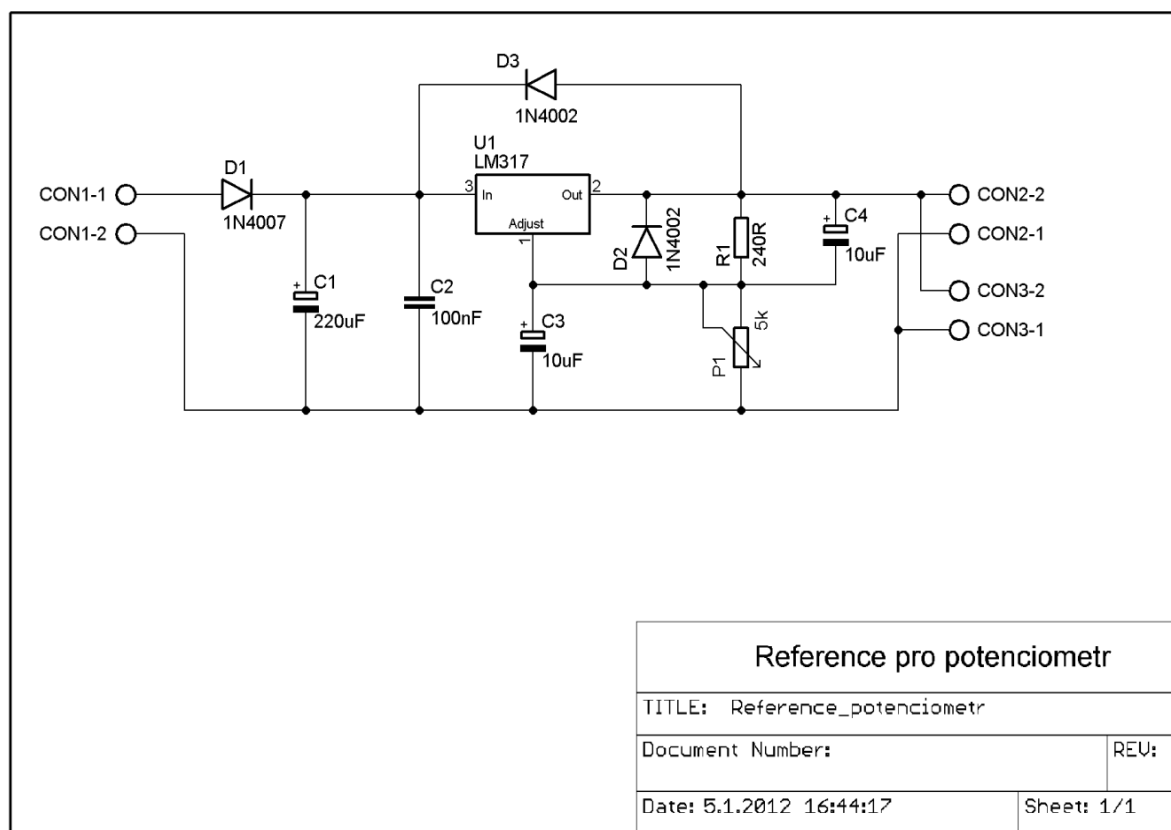 D3
1N4002
U1
LM317
D1
CON1-1
1N4007
3
In
Out
2
Adjust
1
CON1-2
D2
1N4002
R1
240R
C4
10uF
CON2-2
CON2-1
CON3-2
CON3-1
+
C1
220uF
C2
100nF
+
C3
10uF
+
P1
5k
Reference pro potenciometr
TITLE: Reference_potenciometr
Document Number:
REV:
Date: 5.1.2012 16:44:17
Sheet: 1/1